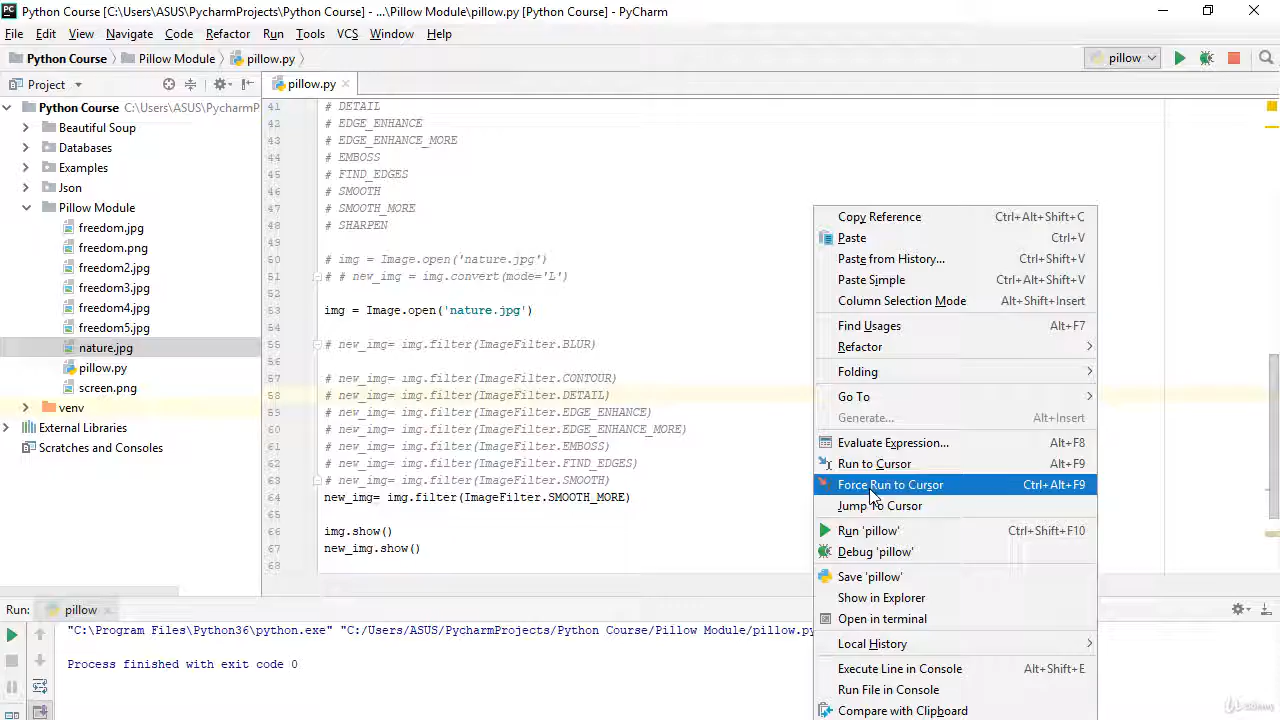 Python Course [C:\Users\ASUS\PycharmProjects\Python Course] - ...\Pillow Module\pillow.py [Python Course] - PyCharm
File Edit View Navigate Code Refactor Run Tools VCS Window Help
Python Course Pillow Module pillow.py pillow
Project pillow.py
Python Course C:\Users\ASUS\PycharmP
Beautiful Soup
Databases
Examples
Json
Pillow Module
freedom.jpg
freedom.png
freedom2.jpg
freedom3.jpg
freedom4.jpg
freedom5.jpg
nature.jpg
pillow.py
screen.png
venv
External Libraries
Scratches and Consoles
41 # DETAIL
42 # EDGE_ENHANCE
43 # EDGE_ENHANCE_MORE
44 # EMBOSS
45 # FIND_EDGES
46 # SMOOTH
47 # SMOOTH_MORE
48 # SHARPEN
49
50 # img = Image.open('nature.jpg')
51 # # new_img = img.convert(mode='L')
52
53 img = Image.open('nature.jpg')
54
55 # new_img= img.filter(ImageFilter.BLUR)
56
57 # new_img= img.filter(ImageFilter.CONTOUR)
58 # new_img= img.filter(ImageFilter.DETAIL)
59 # new_img= img.filter(ImageFilter.EDGE_ENHANCE)
60 # new_img= img.filter(ImageFilter.EDGE_ENHANCE_MORE)
61 # new_img= img.filter(ImageFilter.EMBOSS)
62 # new_img= img.filter(ImageFilter.FIND_EDGES)
63 # new_img= img.filter(ImageFilter.SMOOTH)
64 new_img= img.filter(ImageFilter.SMOOTH_MORE)
65
66 img.show()
67 new_img.show()
68
Copy Reference Ctrl+Alt+Shift+C
Paste Ctrl+V
Paste from History... Ctrl+Shift+V
Paste Simple Ctrl+Alt+Shift+V
Column Selection Mode Alt+Shift+Insert
Find Usages Alt+F7
Refactor
Folding
Go To
Generate... Alt+Insert
Evaluate Expression... Alt+F8
Run to Cursor Alt+F9
Force Run to Cursor Ctrl+Alt+F9
Jump To Cursor
Run 'pillow' Ctrl+Shift+F10
Debug 'pillow'
Save 'pillow'
Show in Explorer
Open in terminal
Local History
Execute Line in Console Alt+Shift+E
Run File in Console
Compare with Clipboard
Run: pillow
"C:\Program Files\Python36\python.exe" "C:/Users/ASUS/PycharmProjects/Python Course/Pillow Module/pillow.py
Process finished with exit code 0
Udemy